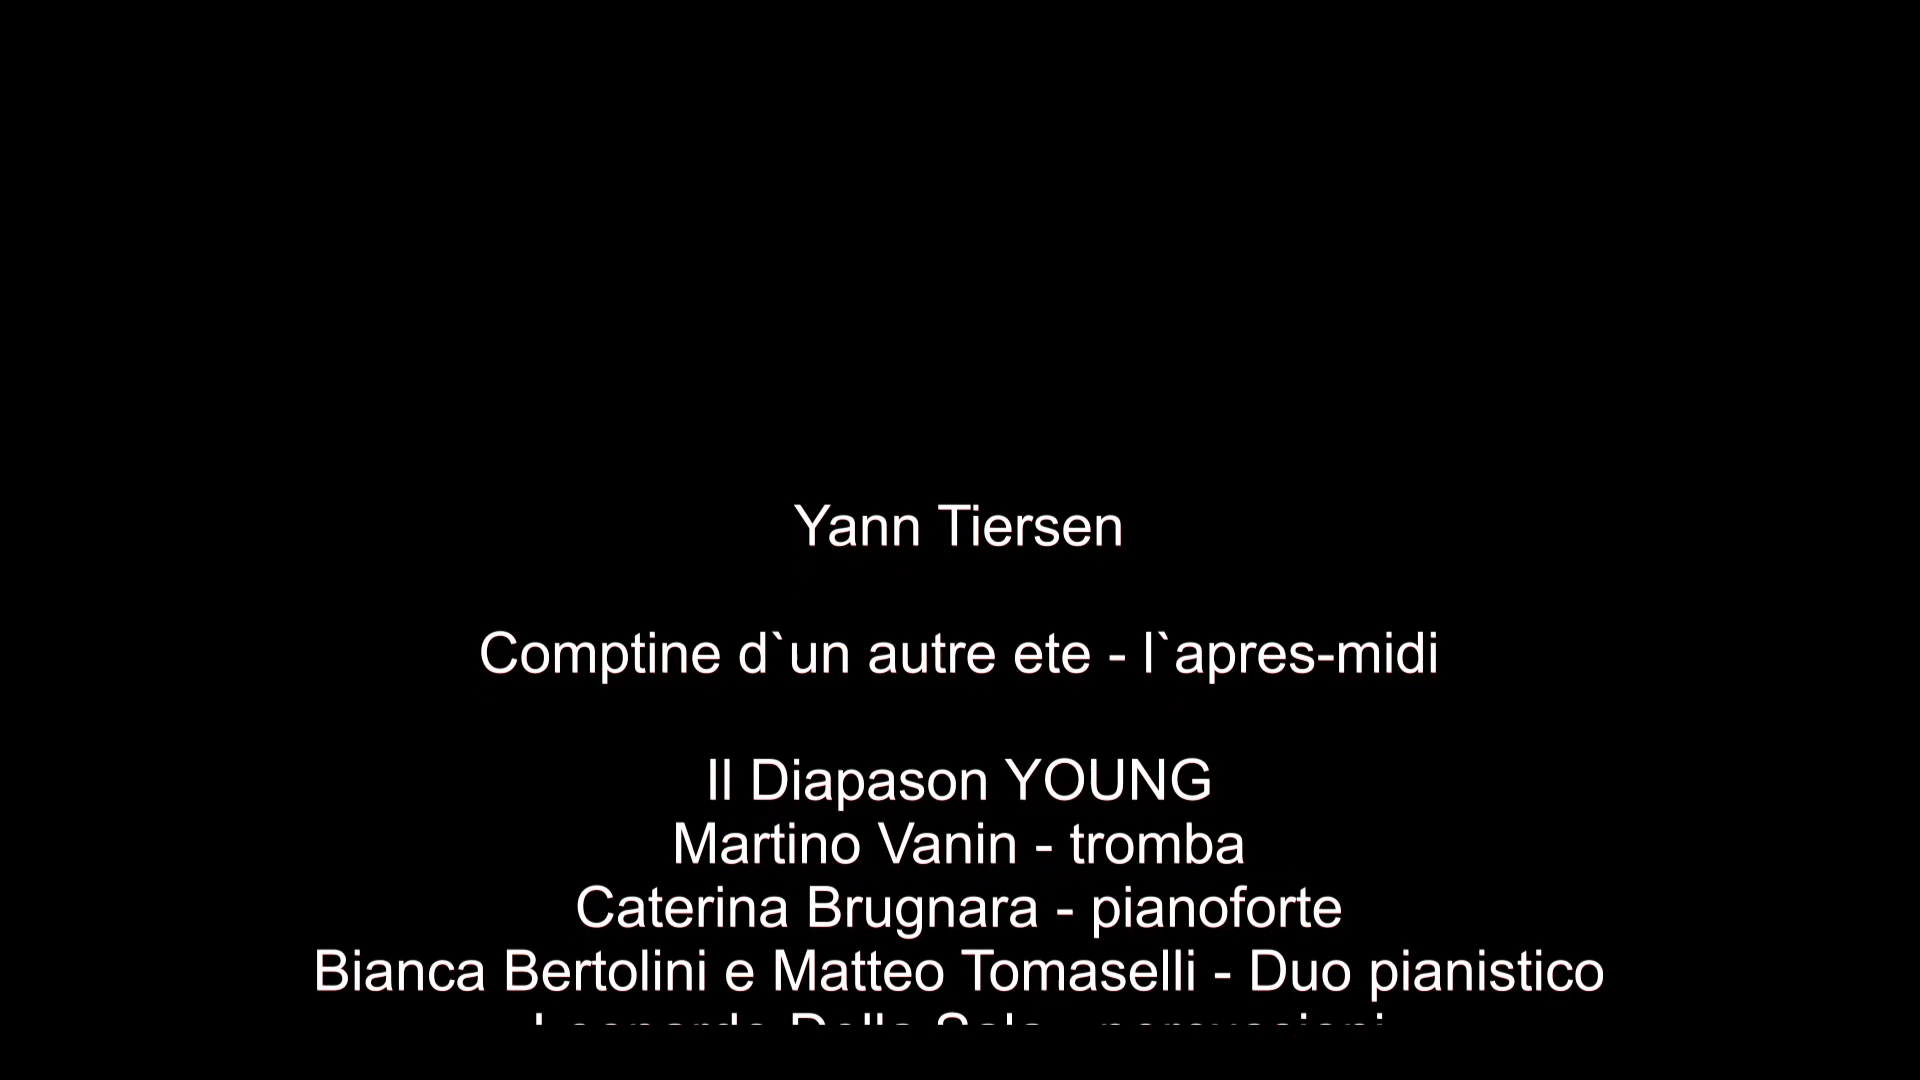 Yann Tiersen
Comptine d`un autre ete - l`apres-midi
Il Diapason YOUNG
Martino Vanin - tromba
Caterina Brugnara - pianoforte
Bianca Bertolini e Matteo Tomaselli - Duo pianistico